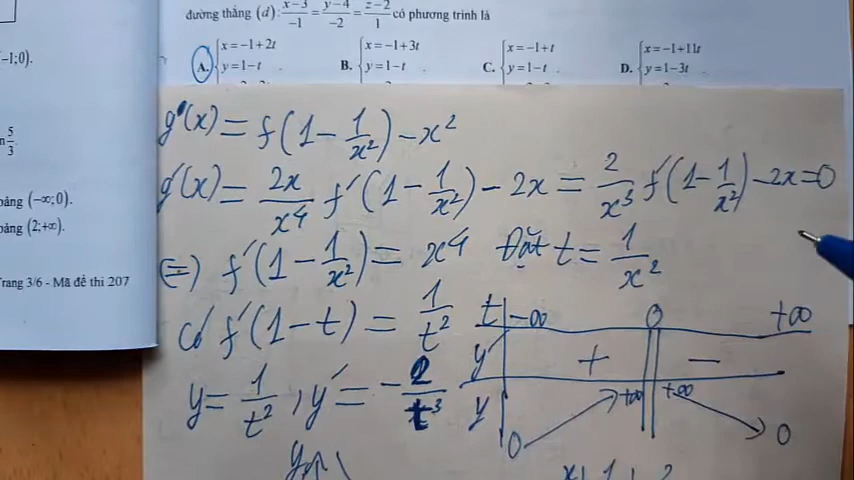 đường thẳng (d): x−3/−1 = y−4/−2 = z−2/1 có phương trình là
A. { x = −1+2t
y = 1−t
B. { x = −1+3t
y = 1−t
C. { x = −1+t
y = 1−t
D. { x = −1+11t
y = 1−3t
−1;0).
5/3
(−∞;0).
(2;+∞).
Trang 3/6 - Mã đề thi 207
g(x) = f(1 − 1/x²) − x²
g'(x) = 2x/x⁴ f'(1 − 1/x²) − 2x = 2/x³ f'(1 − 1/x²) − 2x = 0
(=) f'(1 − 1/x²) = x⁴ Đặt t = 1/x²
có f'(1 − t) = 1/t²
y = 1/t², y' = −2/t³
t −∞ 0 +∞
y' + −
y 0 +∞ +∞ 0